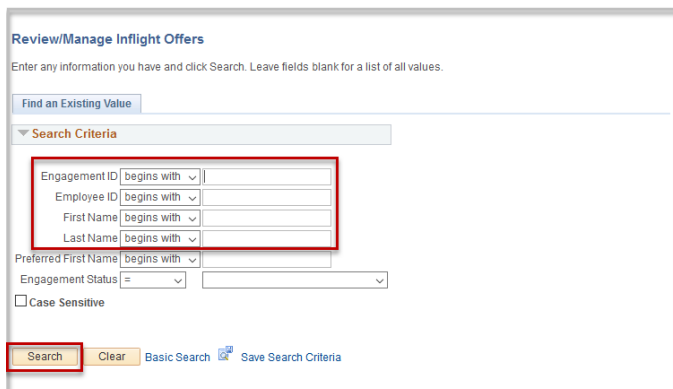 Review/Manage Inflight Offers
Enter any information you have and click Search. Leave fields blank for a list of all values.
Find an Existing Value
Search Criteria
Engagement ID begins with
Employee ID begins with
First Name begins with
Last Name begins with
Preferred First Name begins with
Engagement Status =
Case Sensitive
Search Clear Basic Search Save Search Criteria